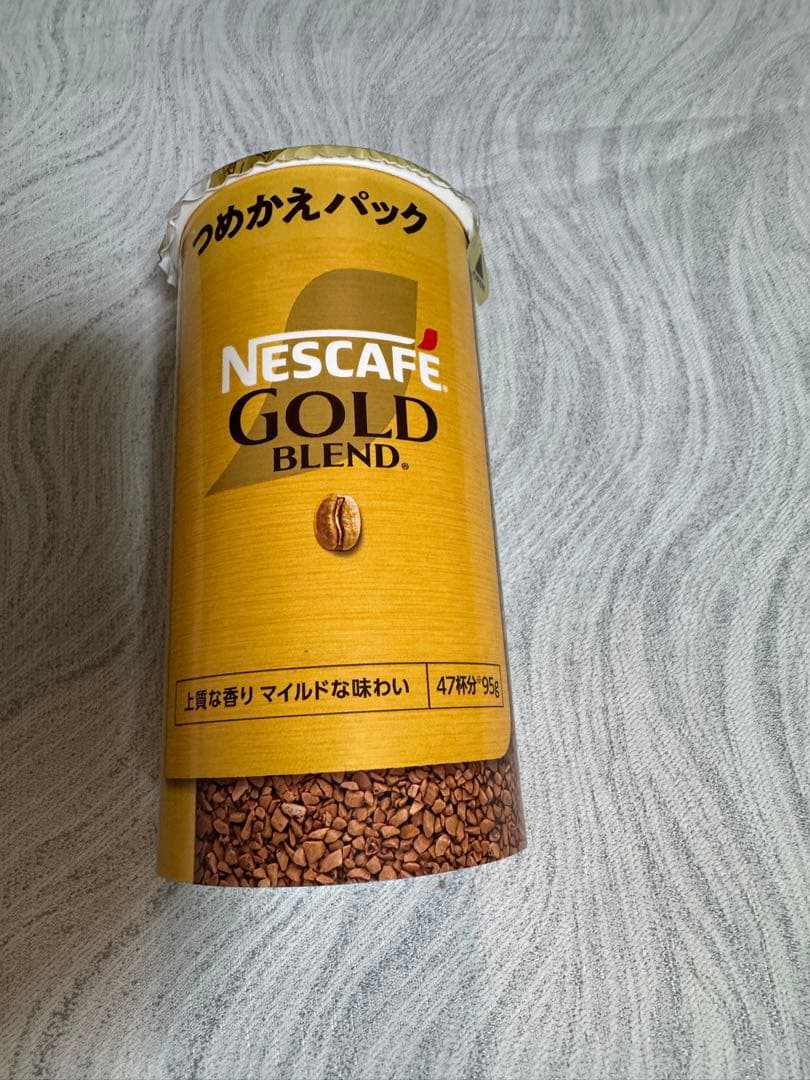 つめかえパック
NESCAFÉ®
GOLD
BLEND®
上質な香り マイルドな味わい
47杯分※95g